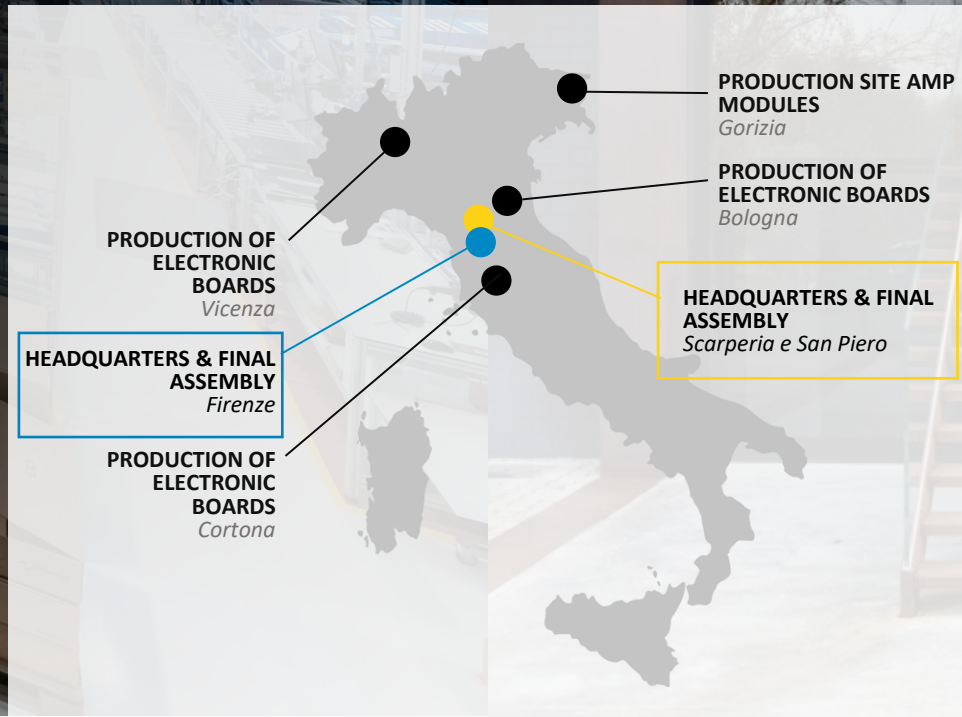 PRODUCTION SITE AMP
MODULES
Gorizia
PRODUCTION OF
ELECTRONIC BOARDS
Bologna
PRODUCTION OF
ELECTRONIC
BOARDS
Vicenza
HEADQUARTERS & FINAL
ASSEMBLY
Scarperia e San Piero
HEADQUARTERS & FINAL
ASSEMBLY
Firenze
PRODUCTION OF
ELECTRONIC
BOARDS
Cortona